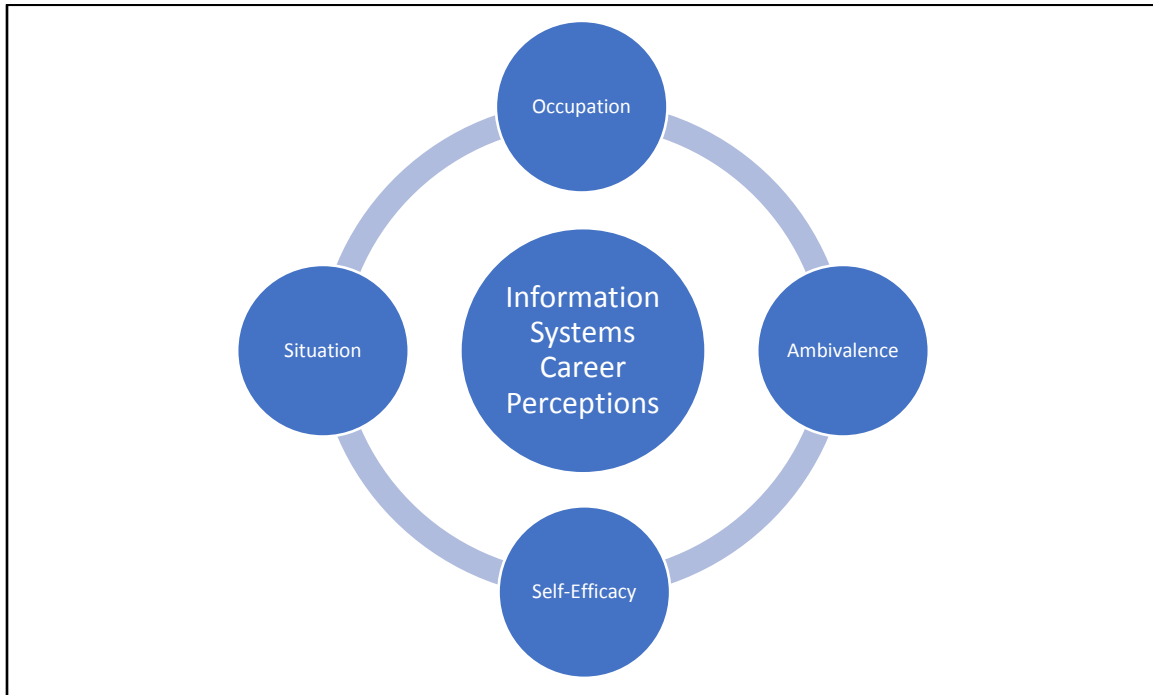 Occupation
Situation
Information
Systems
Career
Perceptions
Ambivalence
Self-Efficacy